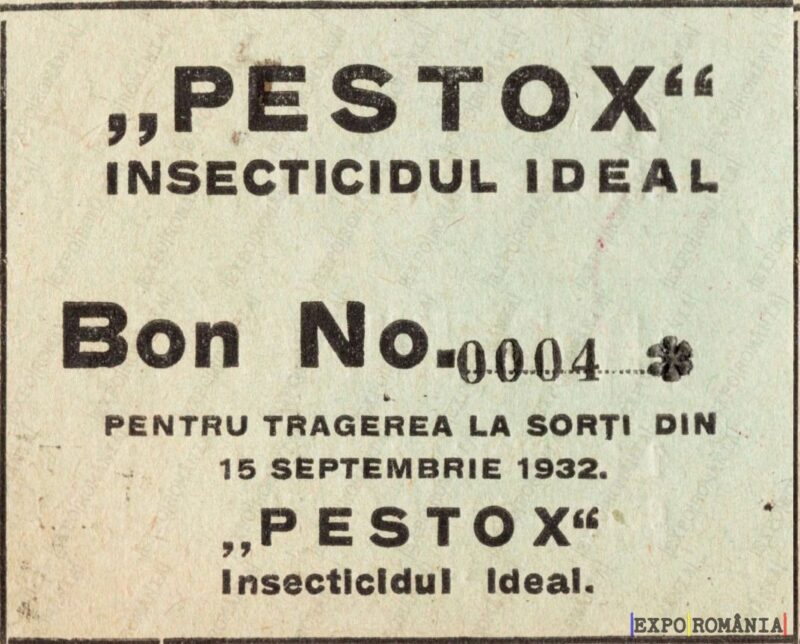 „PESTOX“
INSECTICIDUL IDEAL
Bon No. 0004
PENTRU TRAGEREA LA SORȚI DIN
15 SEPTEMBRIE 1932.
„PESTOX“
Insecticidul Ideal.
EXPO ROMÂNIA